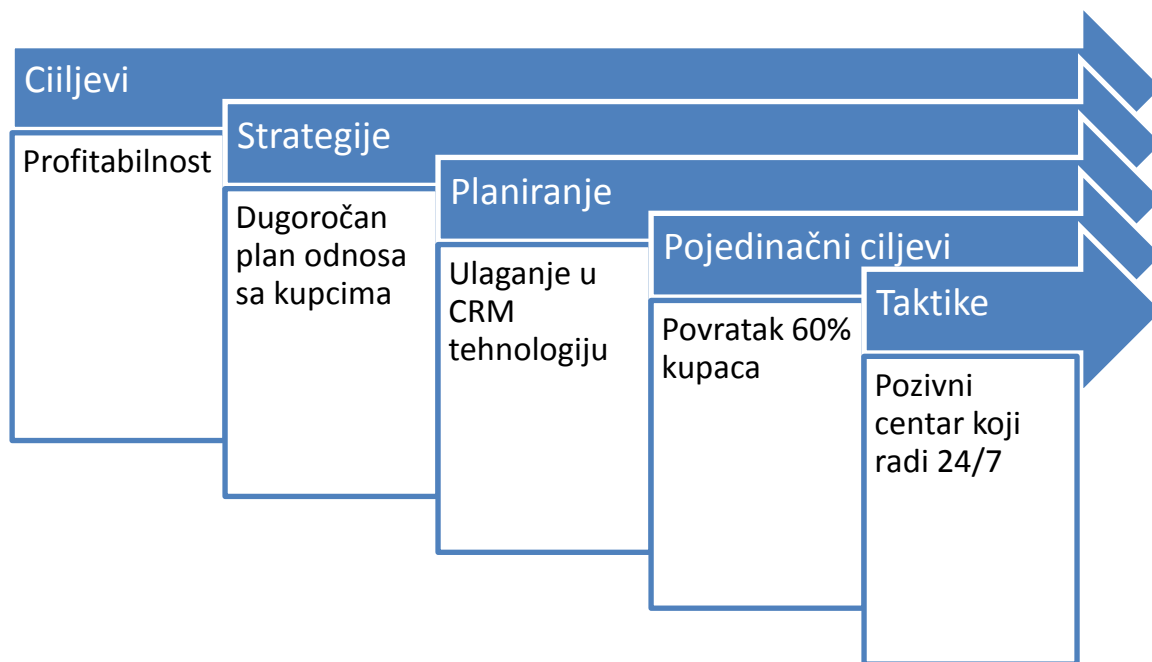 Ciiljevi
Profitabilnost
Strategije
Dugoročan
plan odnosa
sa kupcima
Planiranje
Ulaganje u
CRM
tehnologiju
Pojedinačni ciljevi
Povratak 60%
kupaca
Taktike
Pozivni
centar koji
radi 24/7